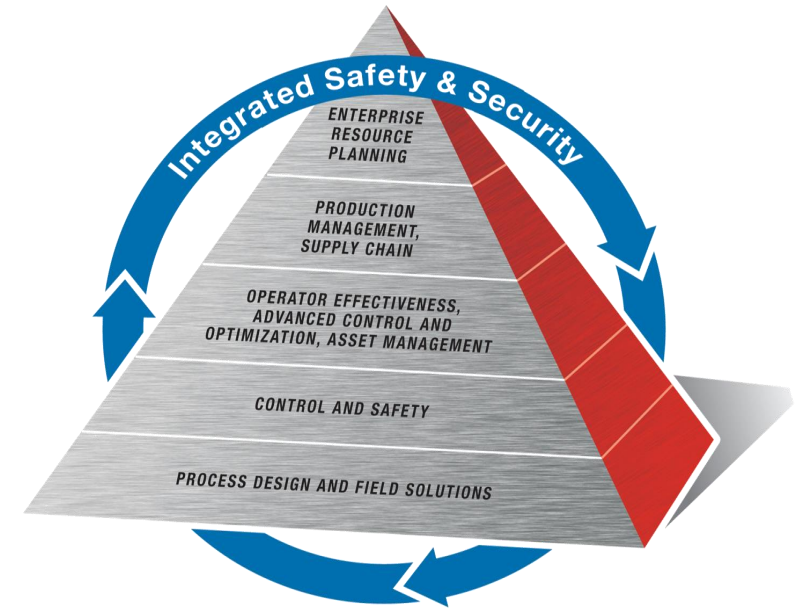 Integrated Safety & Security
ENTERPRISE
RESOURCE
PLANNING
PRODUCTION
MANAGEMENT,
SUPPLY CHAIN
OPERATOR EFFECTIVENESS,
ADVANCED CONTROL AND
OPTIMIZATION, ASSET MANAGEMENT
CONTROL AND SAFETY
PROCESS DESIGN AND FIELD SOLUTIONS